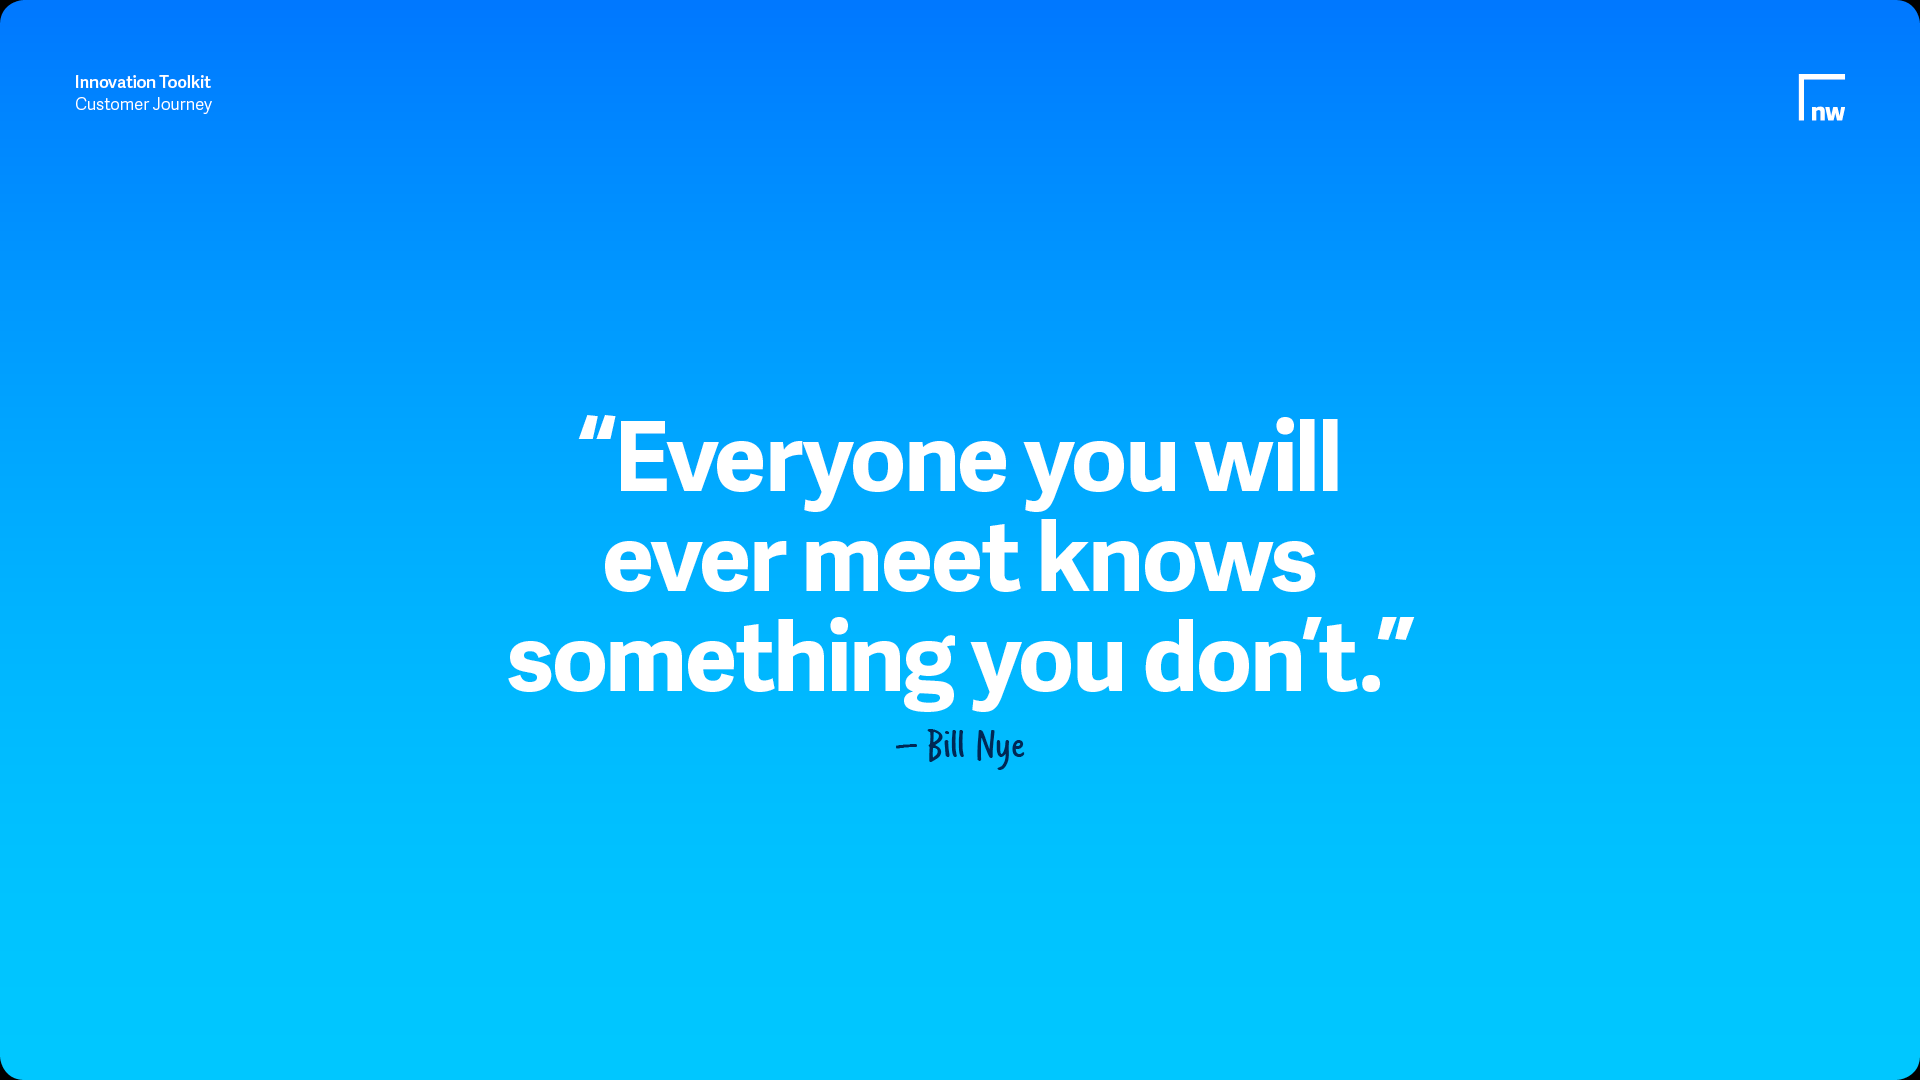 Innovation Toolkit
Customer Journey
nw
“Everyone you will
ever meet knows
something you don’t.”
— Bill Nye